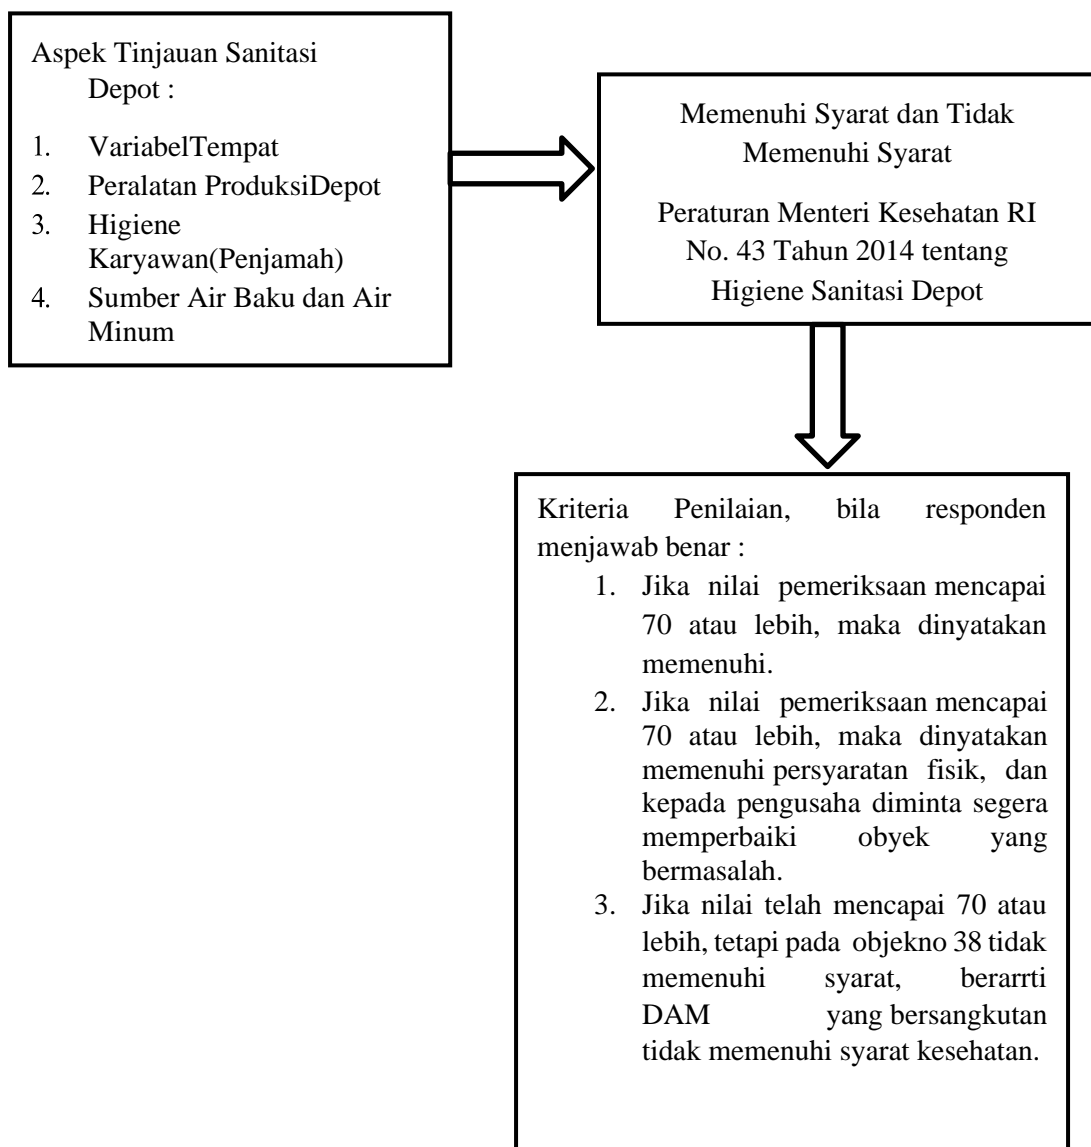 Aspek Tinjauan Sanitasi
Depot :
1. VariabelTempat
2. Peralatan ProduksiDepot
3. Higiene
Karyawan(Penjamah)
4. Sumber Air Baku dan Air
Minum
Memenuhi Syarat dan Tidak
Memenuhi Syarat
Peraturan Menteri Kesehatan RI
No. 43 Tahun 2014 tentang
Higiene Sanitasi Depot
Kriteria Penilaian, bila responden
menjawab benar :
1. Jika nilai pemeriksaan mencapai
70 atau lebih, maka dinyatakan
memenuhi.
2. Jika nilai pemeriksaan mencapai
70 atau lebih, maka dinyatakan
memenuhi persyaratan fisik, dan
kepada pengusaha diminta segera
memperbaiki obyek yang
bermasalah.
3. Jika nilai telah mencapai 70 atau
lebih, tetapi pada objekno 38 tidak
memenuhi syarat, berarrti
DAM yang bersangkutan
tidak memenuhi syarat kesehatan.